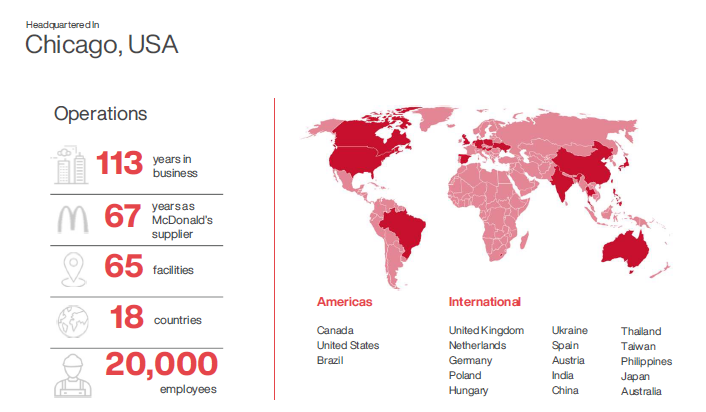 Headquartered In
Chicago, USA
Operations
113 years in
business
67 years as
McDonald's
supplier
65 facilities
18 countries
20,000
employees
Americas
Canada
United States
Brazil
International
United Kingdom
Netherlands
Germany
Poland
Hungary
Ukraine
Spain
Austria
India
China
Thailand
Taiwan
Philippines
Japan
Australia